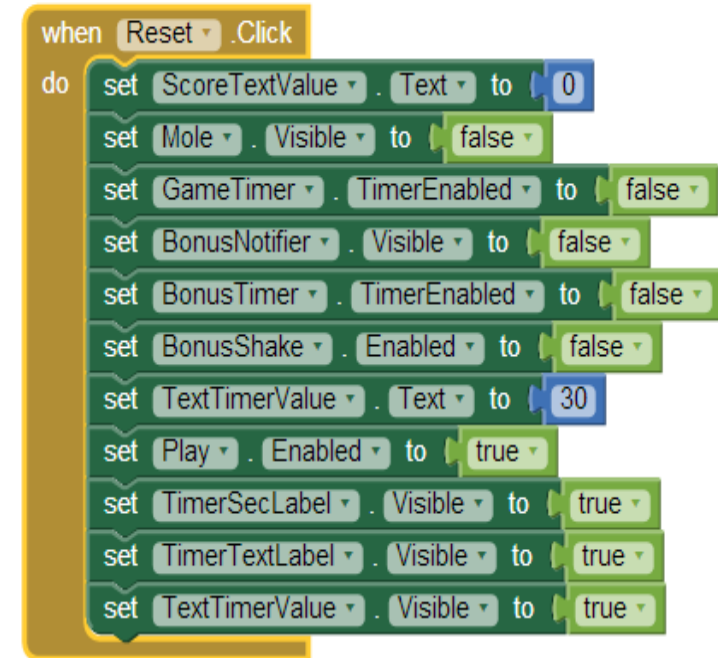 when Reset .Click
do set ScoreTextValue . Text to 0
set Mole . Visible to false
set GameTimer . TimerEnabled to false
set BonusNotifier . Visible to false
set BonusTimer . TimerEnabled to false
set BonusShake . Enabled to false
set TextTimerValue . Text to 30
set Play . Enabled to true
set TimerSecLabel . Visible to true
set TimerTextLabel . Visible to true
set TextTimerValue . Visible to true